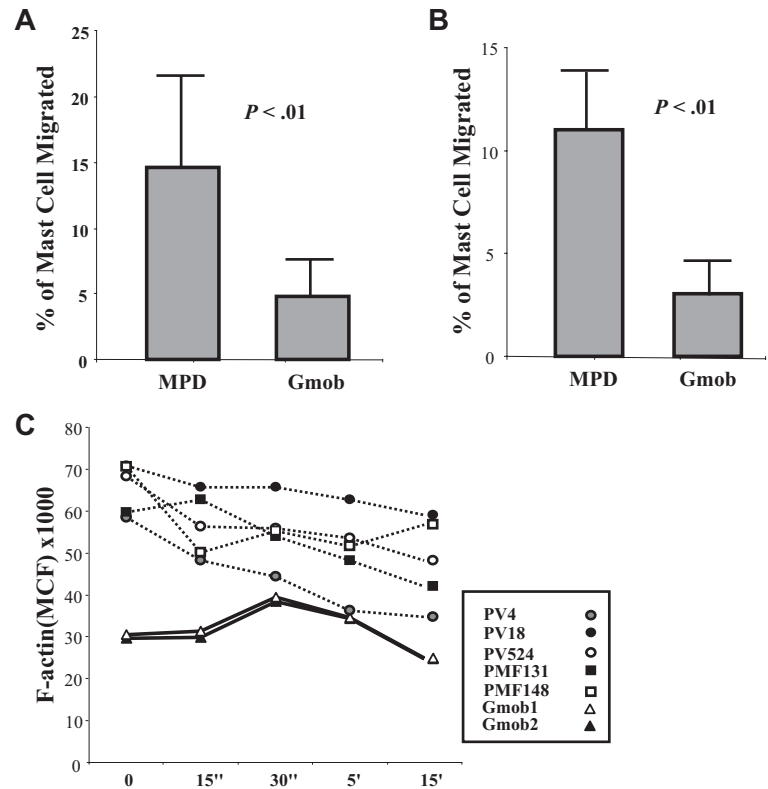 A
% of Mast Cell Migrated
25
20
15
10
5
0
P < .01
MPD Gmob
B
% of Mast Cell Migrated
15
10
5
0
P < .01
MPD Gmob
C
F-actin(MCF) x1000
80
70
60
50
40
30
20
10
0
0 15" 30" 5' 15'
PV4
PV18
PV524
PMF131
PMF148
Gmob1
Gmob2